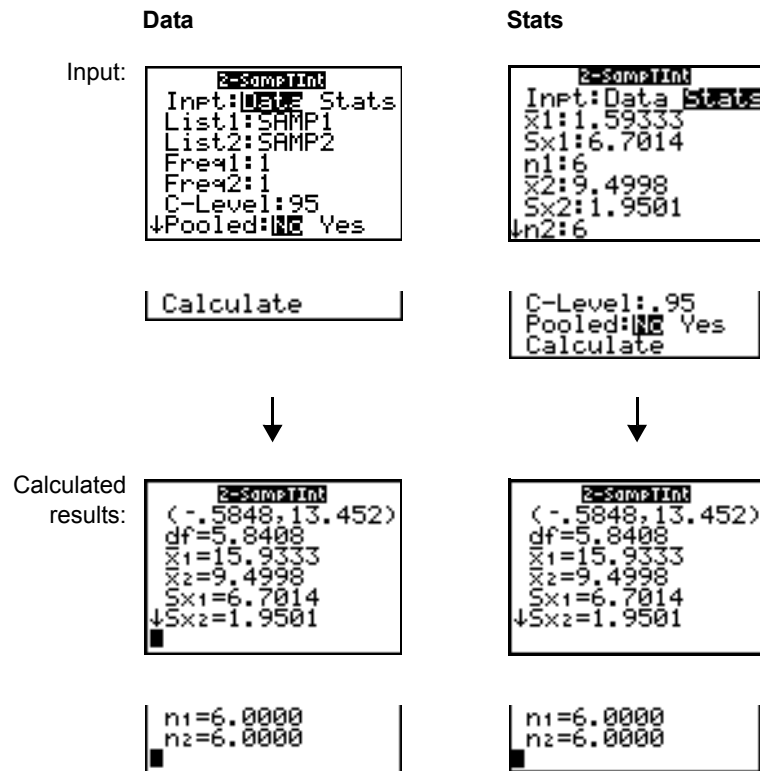 Data
Input:
2-SampTInt
Inpt:Data Stats
List1:SAMP1
List2:SAMP2
Freq1:1
Freq2:1
C-Level:95
↓Pooled:No Yes
Calculate
Stats
2-SampTInt
Inpt:Data Stats
x̄1:1.59333
Sx1:6.7014
n1:6
x̄2:9.4998
Sx2:1.9501
↓n2:6
C-Level:.95
Pooled:No Yes
Calculate
Calculated
results:
2-SampTInt
(-.5848,13.452)
df=5.8408
x̄1=15.9333
x̄2=9.4998
Sx1=6.7014
↓Sx2=1.9501
n1=6.0000
n2=6.0000
2-SampTInt
(-.5848,13.452)
df=5.8408
x̄1=15.9333
x̄2=9.4998
Sx1=6.7014
↓Sx2=1.9501
n1=6.0000
n2=6.0000